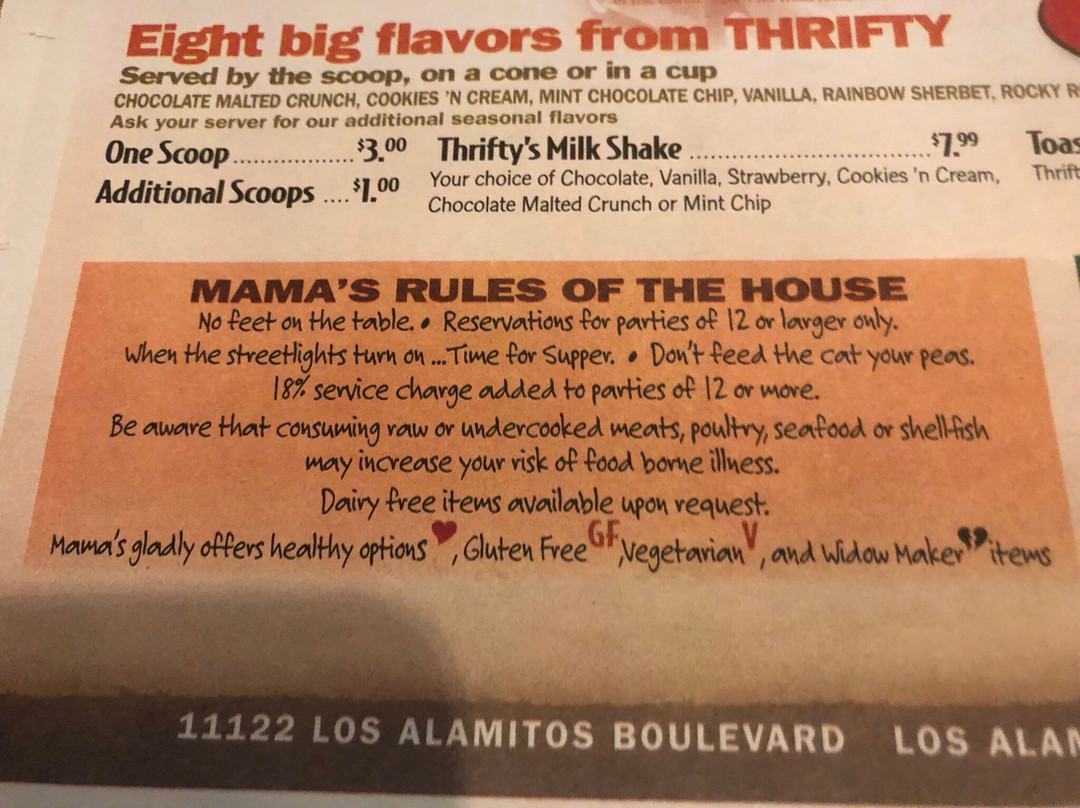 Eight big flavors from THRIFTY
Served by the scoop, on a cone or in a cup
CHOCOLATE MALTED CRUNCH, COOKIES 'N CREAM, MINT CHOCOLATE CHIP, VANILLA, RAINBOW SHERBET, ROCKY
Ask your server for our additional seasonal flavors
One Scoop.................$3.00 Thrifty's Milk Shake ................................$7.99
Additional Scoops ....$1.00 Your choice of Chocolate, Vanilla, Strawberry, Cookies 'n Cream,
Chocolate Malted Crunch or Mint Chip
MAMA'S RULES OF THE HOUSE
No feet on the table. • Reservations for parties of 12 or larger only.
When the streetlights turn on ...Time for Supper. • Don't feed the cat your peas.
18% service charge added to parties of 12 or more.
Be aware that consuming raw or undercooked meats, poultry, seafood or shell-fish
may increase your risk of food borne illness.
Dairy free items available upon request.
Mama's gladly offers healthy options ♥, Gluten Free GF, Vegetarian V, and Widow Maker items
11122 LOS ALAMITOS BOULEVARD LOS